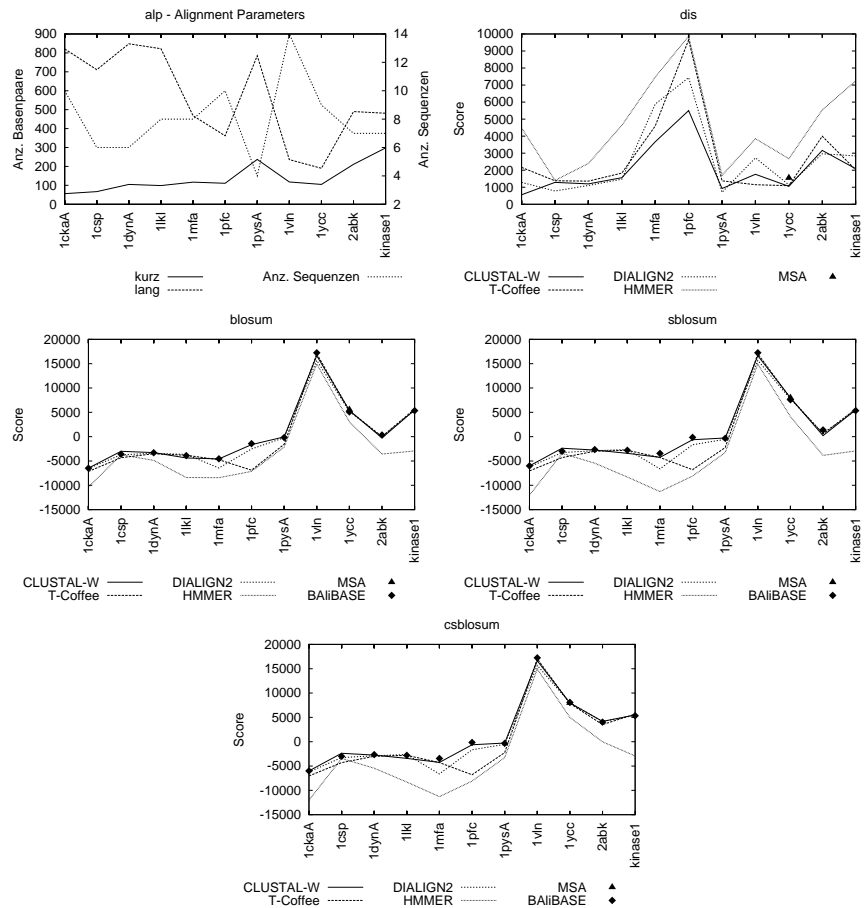 alp - Alignment Parameters
900
800
700
600
500
400
300
200
100
0
14
12
10
8
6
4
2
Anz. Basenpaare
Anz. Sequenzen
1ckaA
1csp
1dynA
1lkl
1mfa
1pfc
1pysA
1vln
1ycc
2abk
kinase1
kurz
lang
Anz. Sequenzen
dis
10000
9000
8000
7000
6000
5000
4000
3000
2000
1000
0
Score
1ckaA
1csp
1dynA
1lkl
1mfa
1pfc
1pysA
1vln
1ycc
2abk
kinase1
CLUSTAL-W DIALIGN2 MSA
T-Coffee HMMER
blosum
20000
15000
10000
5000
0
-5000
-10000
-15000
Score
1ckaA
1csp
1dynA
1lkl
1mfa
1pfc
1pysA
1vln
1ycc
2abk
kinase1
CLUSTAL-W DIALIGN2 MSA
T-Coffee HMMER BAliBASE
sblosum
20000
15000
10000
5000
0
-5000
-10000
-15000
Score
1ckaA
1csp
1dynA
1lkl
1mfa
1pfc
1pysA
1vln
1ycc
2abk
kinase1
CLUSTAL-W DIALIGN2 MSA
T-Coffee HMMER BAliBASE
csblosum
20000
15000
10000
5000
0
-5000
-10000
-15000
Score
1ckaA
1csp
1dynA
1lkl
1mfa
1pfc
1pysA
1vln
1ycc
2abk
kinase1
CLUSTAL-W DIALIGN2 MSA
T-Coffee HMMER BAliBASE